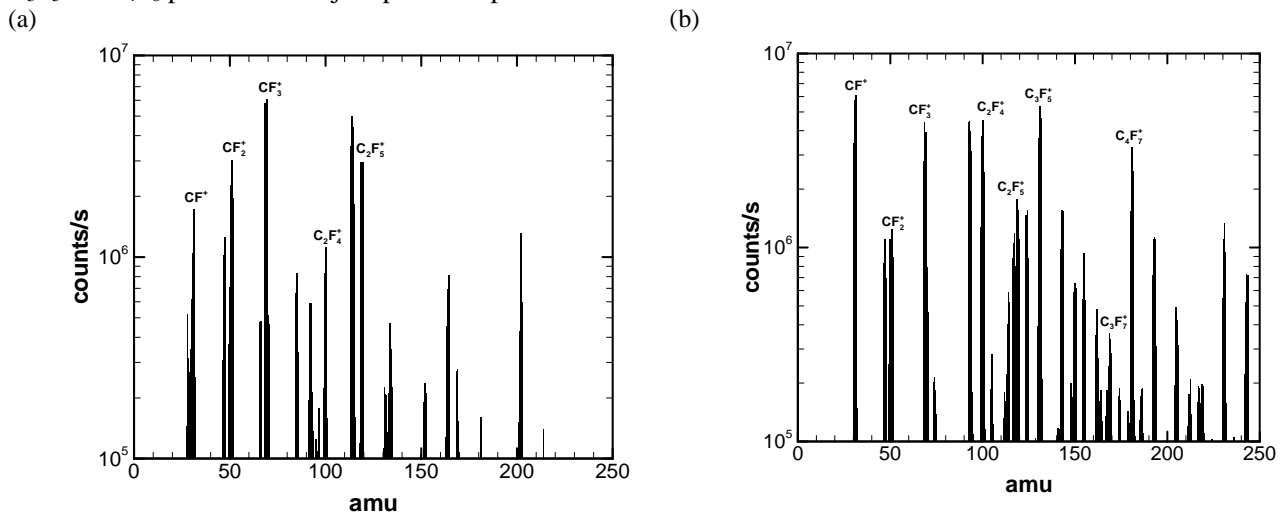 (a)
(b)
10⁷
10⁶
10⁵
counts/s
0
50
100
150
200
250
amu
CF⁺
CF₂⁺
CF₃⁺
C₂F₄⁺
C₂F₅⁺
10⁷
10⁶
10⁵
counts/s
0
50
100
150
200
250
amu
CF⁺
CF₂⁺
CF₃⁺
C₂F₄⁺
C₂F₅⁺
C₃F₅⁺
C₃F₇⁺
C₄F₇⁺